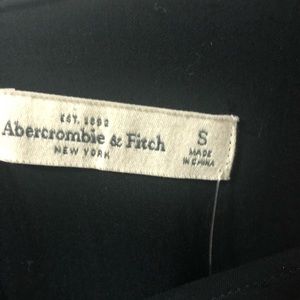 EST. 1892
Abercrombie & Fitch
NEW YORK
S
MADE
IN CHINA